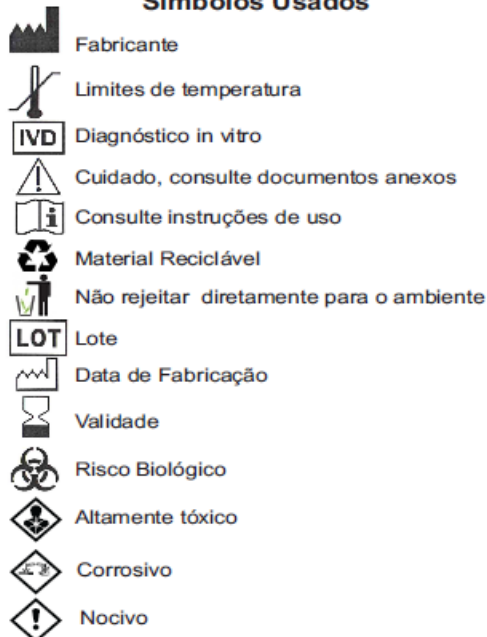 Símbolos Usados
Fabricante
Limites de temperatura
IVD Diagnóstico in vitro
Cuidado, consulte documentos anexos
Consulte instruções de uso
Material Reciclável
Não rejeitar diretamente para o ambiente
LOT Lote
Data de Fabricação
Validade
Risco Biológico
Altamente tóxico
Corrosivo
Nocivo